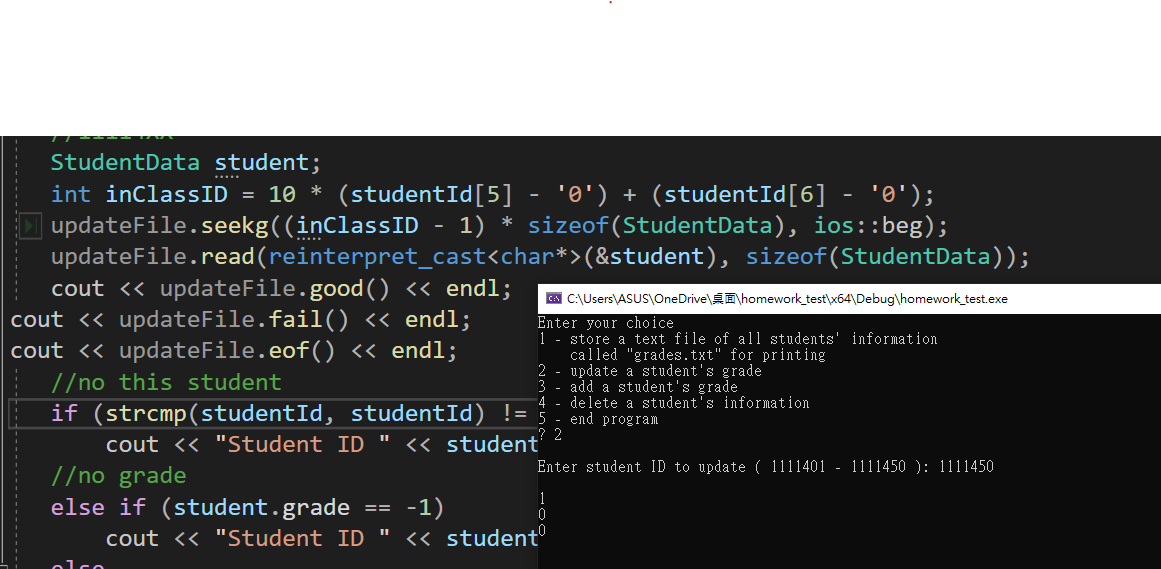 StudentData student;
int inClassID = 10 * (studentId[5] - '0') + (studentId[6] - '0');
updateFile.seekg((inClassID - 1) * sizeof(StudentData), ios::beg);
updateFile.read(reinterpret_cast<char*>(&student), sizeof(StudentData));
cout << updateFile.good() << endl;
cout << updateFile.fail() << endl;
cout << updateFile.eof() << endl;
//no this student
if (strcmp(studentId, studentId) !=
cout << "Student ID " << student
//no grade
else if (student.grade == -1)
cout << "Student ID " << student
else
C:\Users\ASUS\OneDrive\桌面\homework_test\x64\Debug\homework_test.exe
Enter your choice
1 - store a text file of all students' information
called "grades.txt" for printing
2 - update a student's grade
3 - add a student's grade
4 - delete a student's information
5 - end program
? 2
Enter student ID to update ( 1111401 - 1111450 ): 1111450
1
0
0